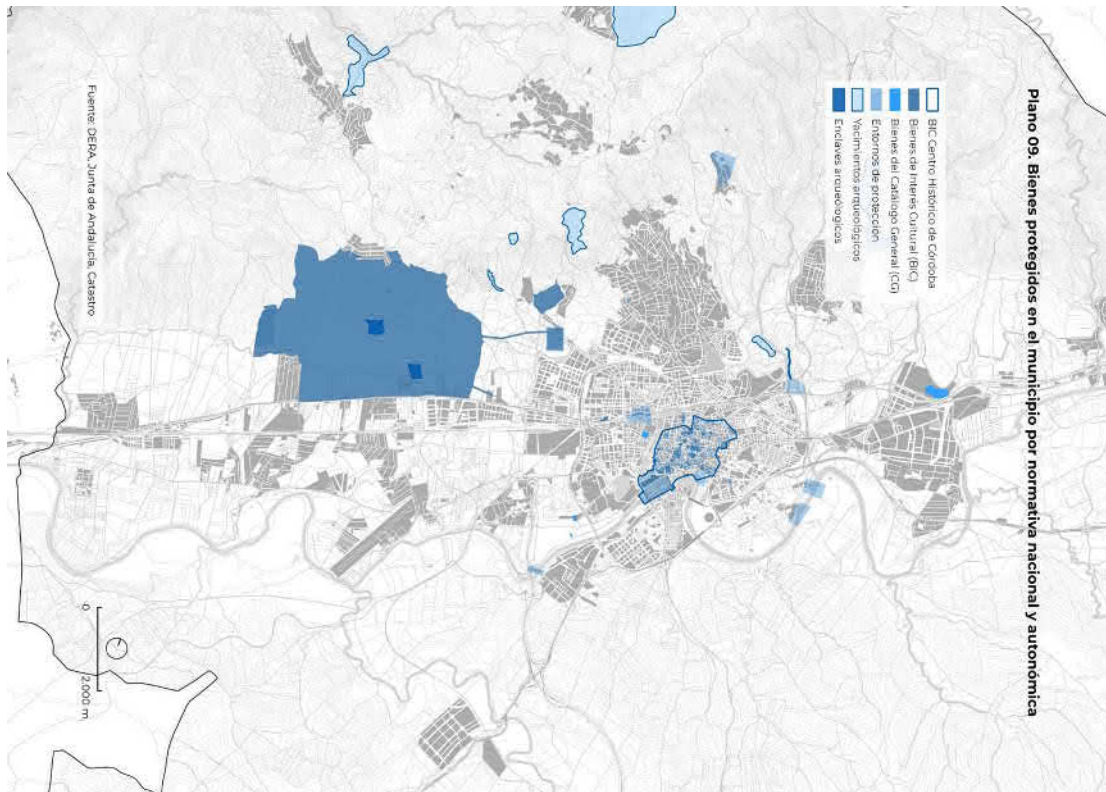 Plano 09. Bienes protegidos en el municipio por normativa nacional y autonómica
BIC Centro Histórico de Córdoba
Bienes de Interés Cultural (BIC)
Bienes del Catálogo General (CG)
Entornos de protección
Yacimientos arqueológicos
Enclaves arqueológicos
Fuente: DERA, Junta de Andalucía, Catastro
0 2.000 m